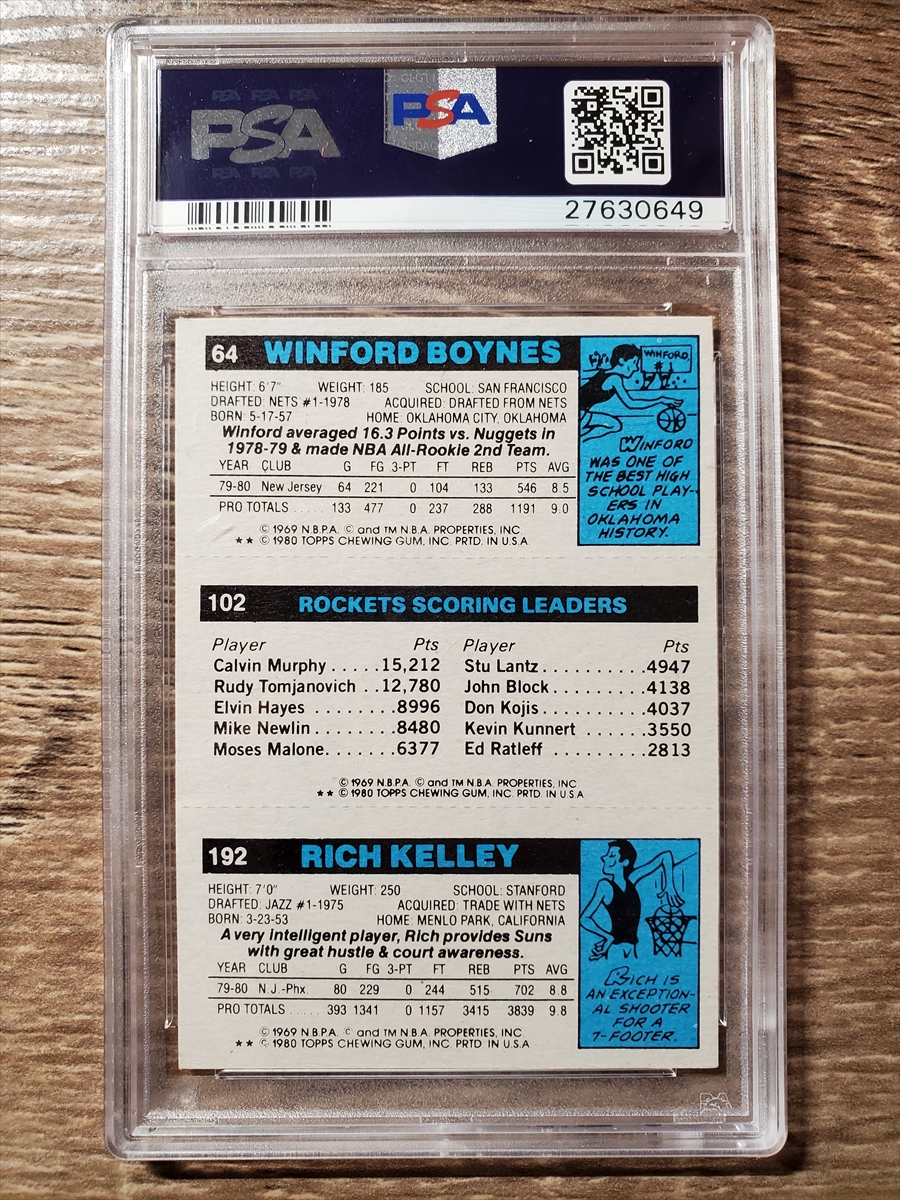 PSA PSA PSA
PSA
PSA
PSA PSA PSA
27630649
64 WINFORD BOYNES
HEIGHT: 6'7" WEIGHT: 185 SCHOOL: SAN FRANCISCO
DRAFTED: NETS #1-1978 ACQUIRED: DRAFTED FROM NETS
BORN: 5-17-57 HOME: OKLAHOMA CITY, OKLAHOMA
Winford averaged 16.3 Points vs. Nuggets in
1978-79 & made NBA All-Rookie 2nd Team.
YEAR CLUB G FG 3-PT FT REB PTS AVG
79-80 New Jersey 64 221 0 104 133 546 8.5
PRO TOTALS ..... 133 477 0 237 288 1191 9.0
© 1969 N.B.P.A. © and TM N.B.A. PROPERTIES, INC.
★★ © 1980 TOPPS CHEWING GUM, INC. PRTD. IN U.S.A.
WINFORD
WINFORD
WAS ONE OF
THE BEST HIGH
SCHOOL PLAY-
ERS IN
OKLAHOMA
HISTORY.
102 ROCKETS SCORING LEADERS
Player Pts Player Pts
Calvin Murphy .....15,212 Stu Lantz..........4947
Rudy Tomjanovich ..12,780 John Block.........4138
Elvin Hayes ........8996 Don Kojis..........4037
Mike Newlin........8480 Kevin Kunnert ......3550
Moses Malone.......6377 Ed Ratleff .........2813
© 1969 N.B.P.A. © and TM N.B.A. PROPERTIES, INC.
★★ © 1980 TOPPS CHEWING GUM, INC. PRTD. IN U.S.A
192 RICH KELLEY
HEIGHT: 7'0" WEIGHT: 250 SCHOOL: STANFORD
DRAFTED: JAZZ #1-1975 ACQUIRED: TRADE WITH NETS
BORN: 3-23-53 HOME: MENLO PARK, CALIFORNIA
A very intelligent player, Rich provides Suns
with great hustle & court awareness.
YEAR CLUB G FG 3-PT FT REB PTS AVG
79-80 N.J.-Phx. 80 229 0 244 515 702 8.8
PRO TOTALS ..... 393 1341 0 1157 3415 3839 9.8
© 1969 N.B.P.A. © and TM N.B.A. PROPERTIES, INC.
★★ © 1980 TOPPS CHEWING GUM, INC. PRTD. IN U.S.A
RICH IS
AN EXCEPTION-
AL SHOOTER
FOR A
7-FOOTER.